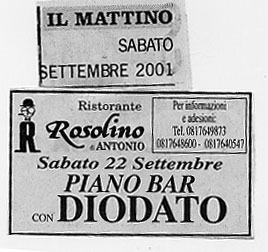 IL MATTINO
SABATO
SETTEMBRE 2001
Ristorante
Rosolino
di ANTONIO
Per informazioni
e adesioni:
Tel. 0817649873
0817648600 - 0817640547
Sabato 22 Settembre
PIANO BAR
CON DIODATO